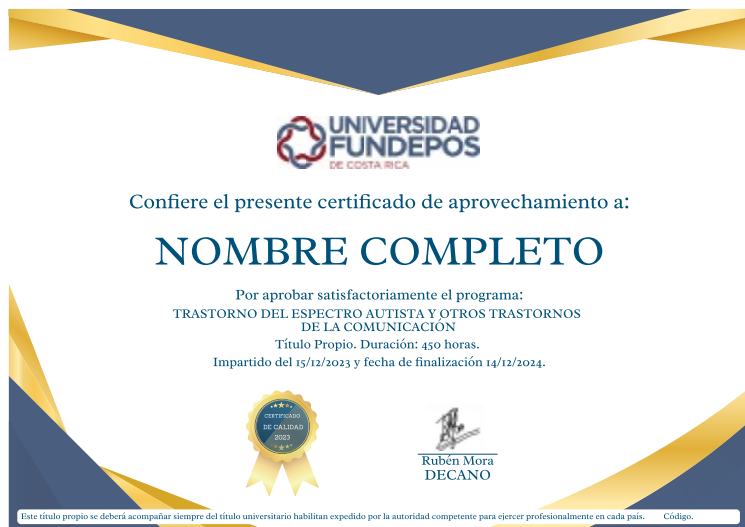 UNIVERSIDAD
FUNDEPOS
DE COSTA RICA
Confiere el presente certificado de aprovechamiento a:
NOMBRE COMPLETO
Por aprobar satisfactoriamente el programa:
TRASTORNO DEL ESPECTRO AUTISTA Y OTROS TRASTORNOS
DE LA COMUNICACIÓN
Título Propio. Duración: 450 horas.
Impartido del 15/12/2023 y fecha de finalización 14/12/2024.
CERTIFICADO
DE CALIDAD
2023
Rubén Mora
DECANO
Este título propio se deberá acompañar siempre del título universitario habilitan expedido por la autoridad competente para ejercer profesionalmente en cada país. Código.